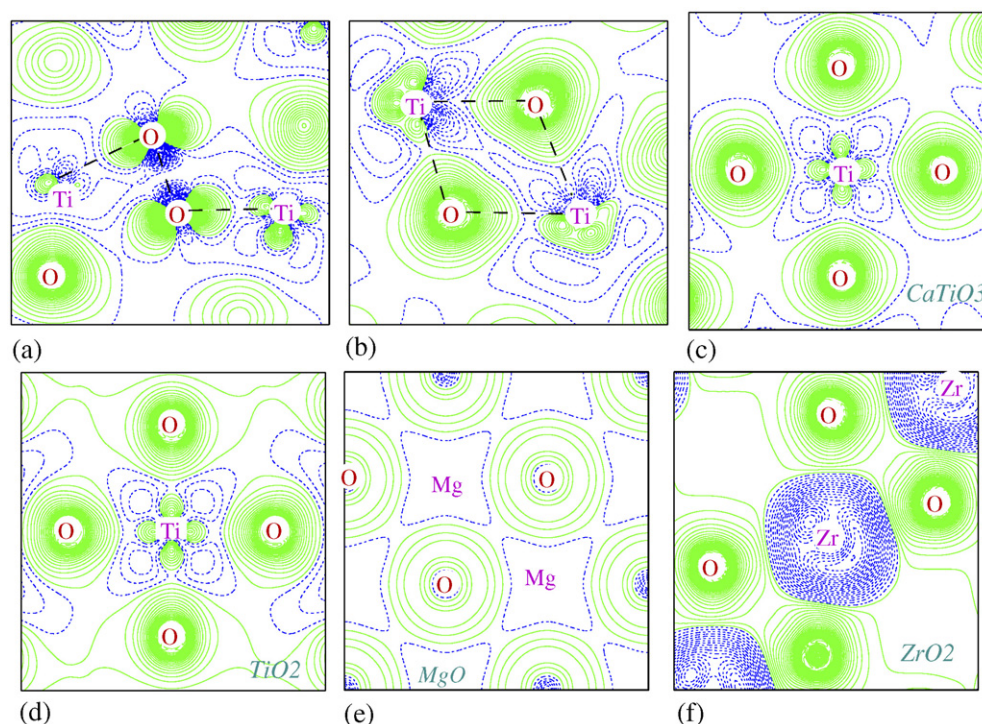 O
Ti
O
Ti
O
(a)
Ti
O
O
Ti
(b)
O
O
Ti
O
O
CaTiO3
(c)
O
O
Ti
O
O
TiO2
(d)
O
Mg
O
O
Mg
MgO
(e)
Zr
O
O
Zr
O
ZrO2
(f)